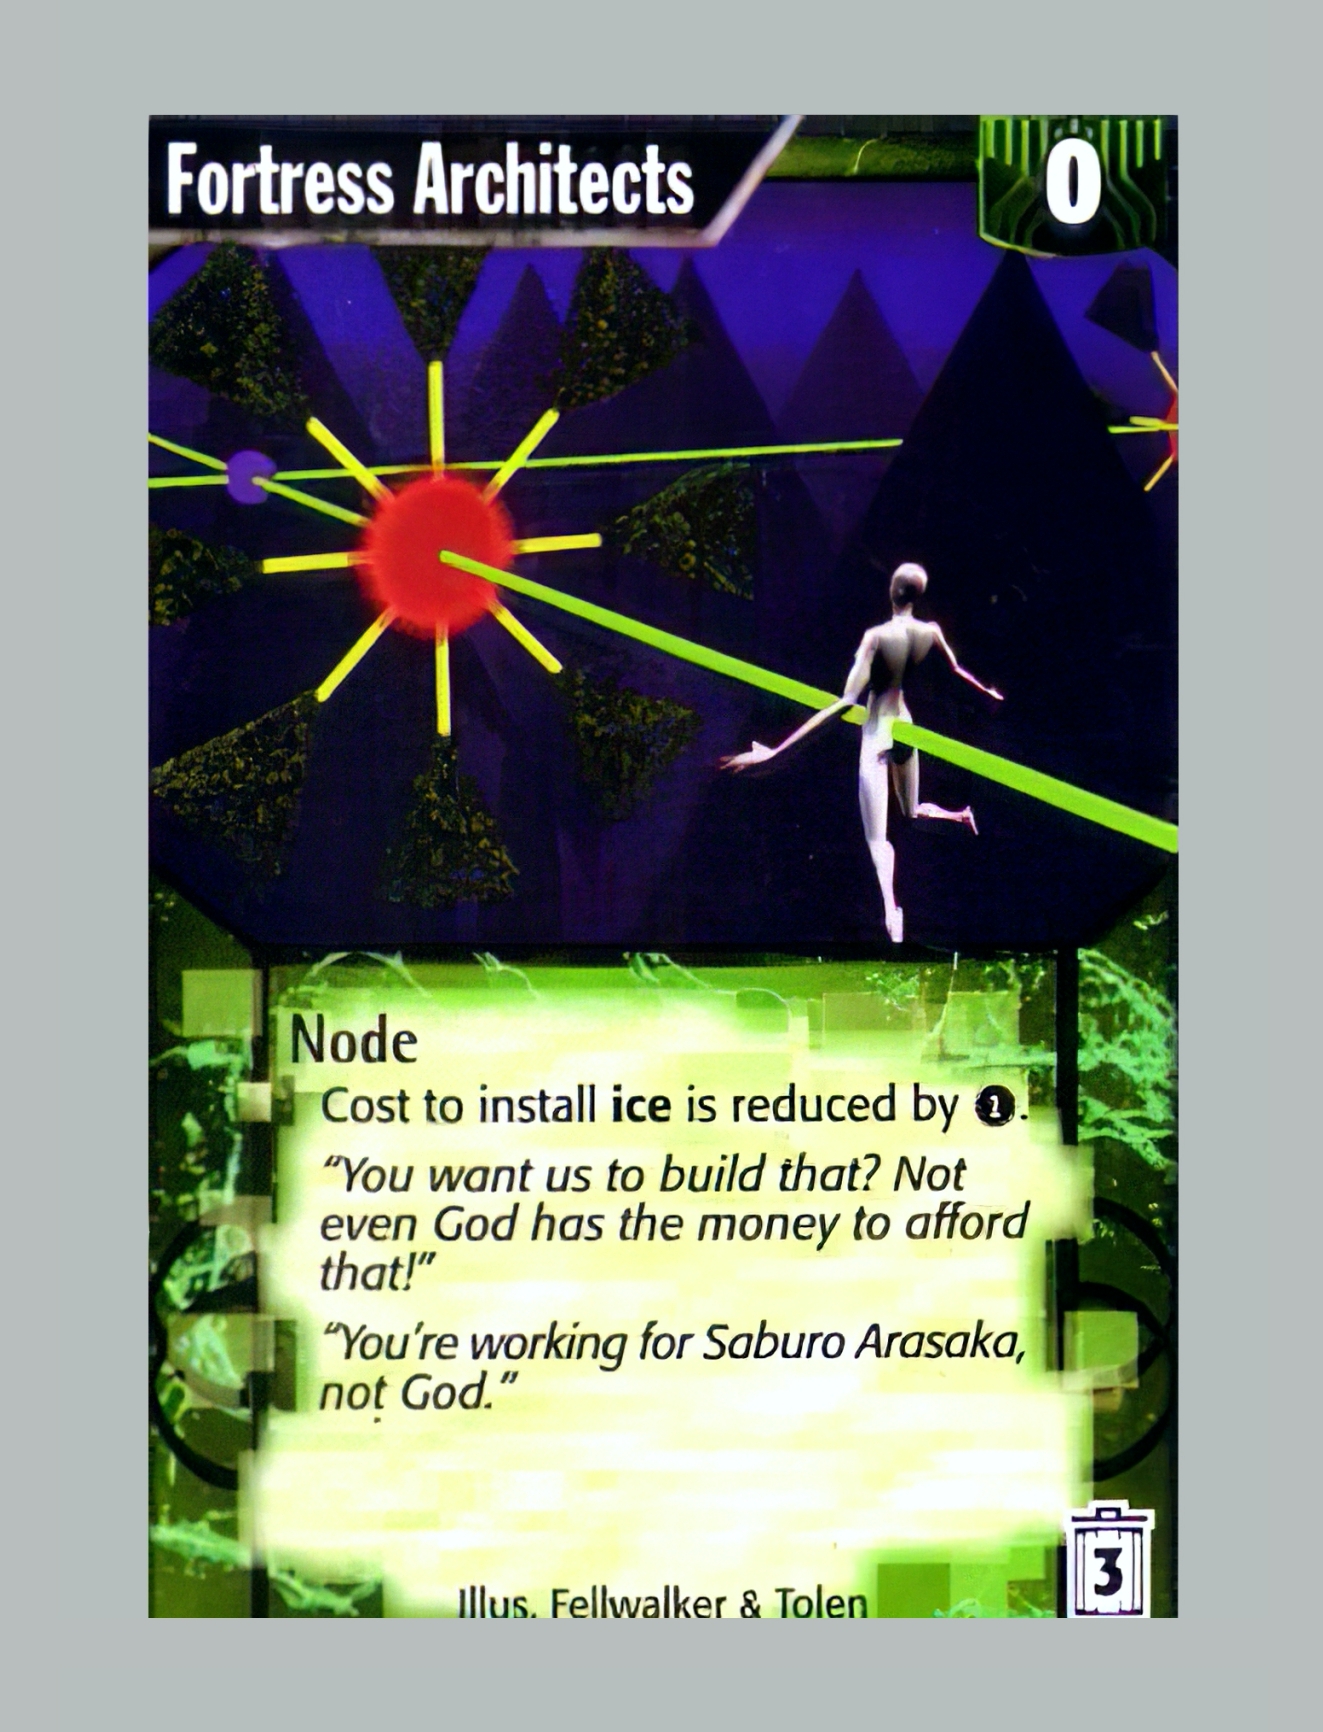 Fortress Architects
0
Node
Cost to install ice is reduced by 1.
“You want us to build that? Not
even God has the money to afford
that!”
“You’re working for Saburo Arasaka,
not God.”
3
Illus. Fellwalker & Tolen